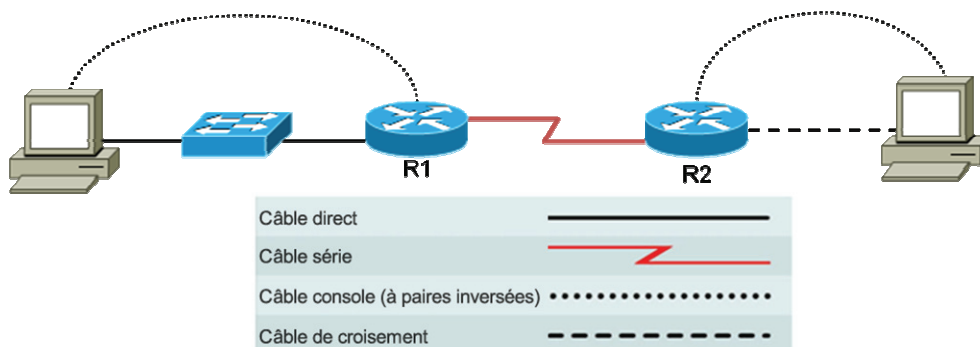 R1
R2
Câble direct
Câble série
Câble console (à paires inversées)
Câble de croisement